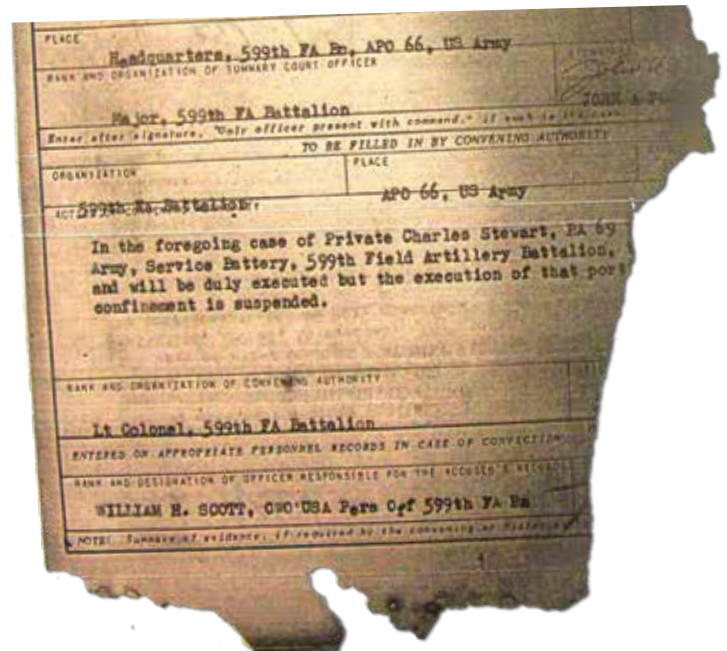 PLACE
Headquarters, 599th FA Bn, APO 66, US Army
RANK AND ORGANIZATION OF SUMMARY COURT OFFICER
Major, 599th FA Battalion
JOHN A
Enter after signature, "Only officer present with command," if such is the case
TO BE FILLED IN BY CONVENING AUTHORITY
ORGANIZATION
PLACE
599th Battalion
APO 66, US Army
In the foregoing case of Private Charles Stewart, RA 69
Army, Service Battery, 599th Field Artillery Battalion,
and will be duly executed but the execution of that port
confinement is suspended.
RANK AND ORGANIZATION OF CONVENING AUTHORITY
Lt Colonel, 599th FA Battalion
ENTERED ON APPROPRIATE PERSONNEL RECORDS IN CASE OF CONVICTION
RANK AND DESIGNATION OF OFFICER RESPONSIBLE FOR THE ACCUSED'S RECORDS
WILLIAM H. SCOTT, CWO USA Pers Off 599th FA Bn
NOTE: Summary of evidence, if required by the convening or higher